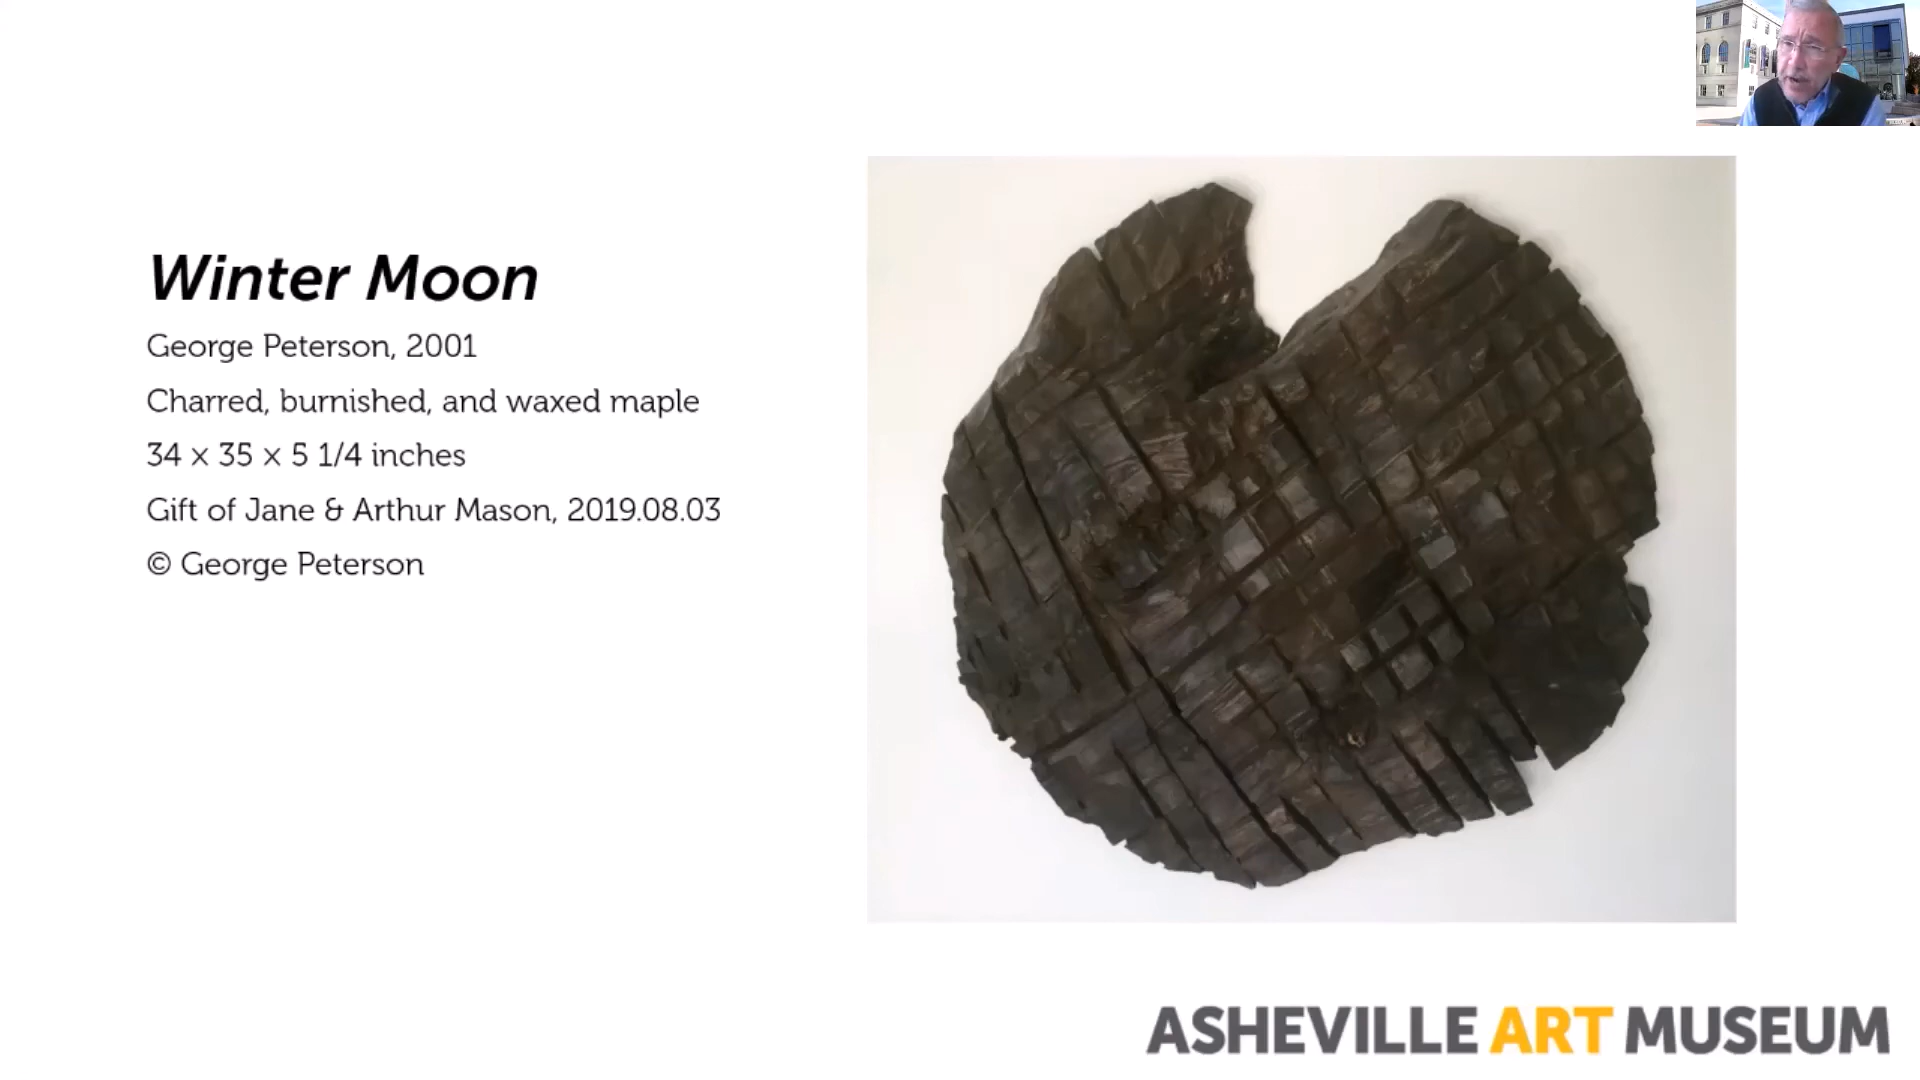 Winter Moon
George Peterson, 2001
Charred, burnished, and waxed maple
34 × 35 × 5 1/4 inches
Gift of Jane & Arthur Mason, 2019.08.03
© George Peterson
ASHEVILLE ART MUSEUM